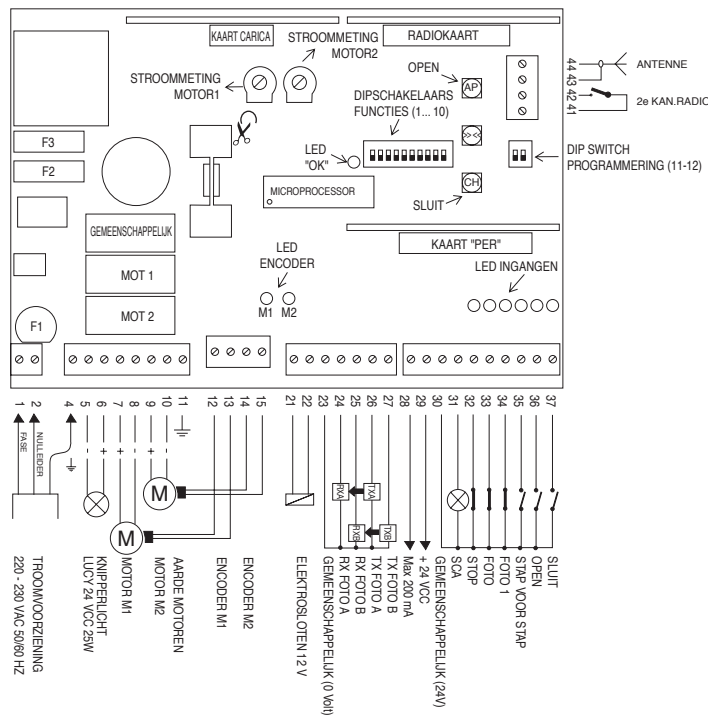 KAART CARICA
STROOMMETING
MOTOR2
RADIOKAART
STROOMMETING
MOTOR1
OPEN
AP
DIPSCHAKELAARS
FUNCTIES (1... 10)
44
43
42
41
ANTENNE
2e KAN.RADIO
F3
F2
LED
"OK"
>><<
DIP SWITCH
PROGRAMMERING (11-12)
MICROPROCESSOR
CH
SLUIT
GEMEENSCHAPPELIJK
KAART "PER"
LED
ENCODER
LED INGANGEN
MOT 1
M1 M2
MOT 2
F1
1 2 4 5 6 7 8 9 10 11 12 13 14 15 21 22 23 24 25 26 27 28 29 30 31 32 33 34 35 36 37
FASE
NULLEIDER
- + + - + -
RXA TXA
RXB TXB
M
M
TROOMVOORZIENING
220 - 230 VAC 50/60 HZ
KNIPPERLICHT
LUCY 24 VCC 25W
MOTOR M1
MOTOR M2
AARDE MOTOREN
ENCODER M1
ENCODER M2
ELEKTROSLOTEN 12 V
GEMEENSCHAPPELIJK (0 Volt)
RX FOTO A
RX FOTO B
TX FOTO A
TX FOTO B
Max 200 mA
+ 24 VCC
GEMEENSCHAPPELIJK (24V)
SCA
STOP
FOTO
FOTO 1
STAP VOOR STAP
OPEN
SLUIT